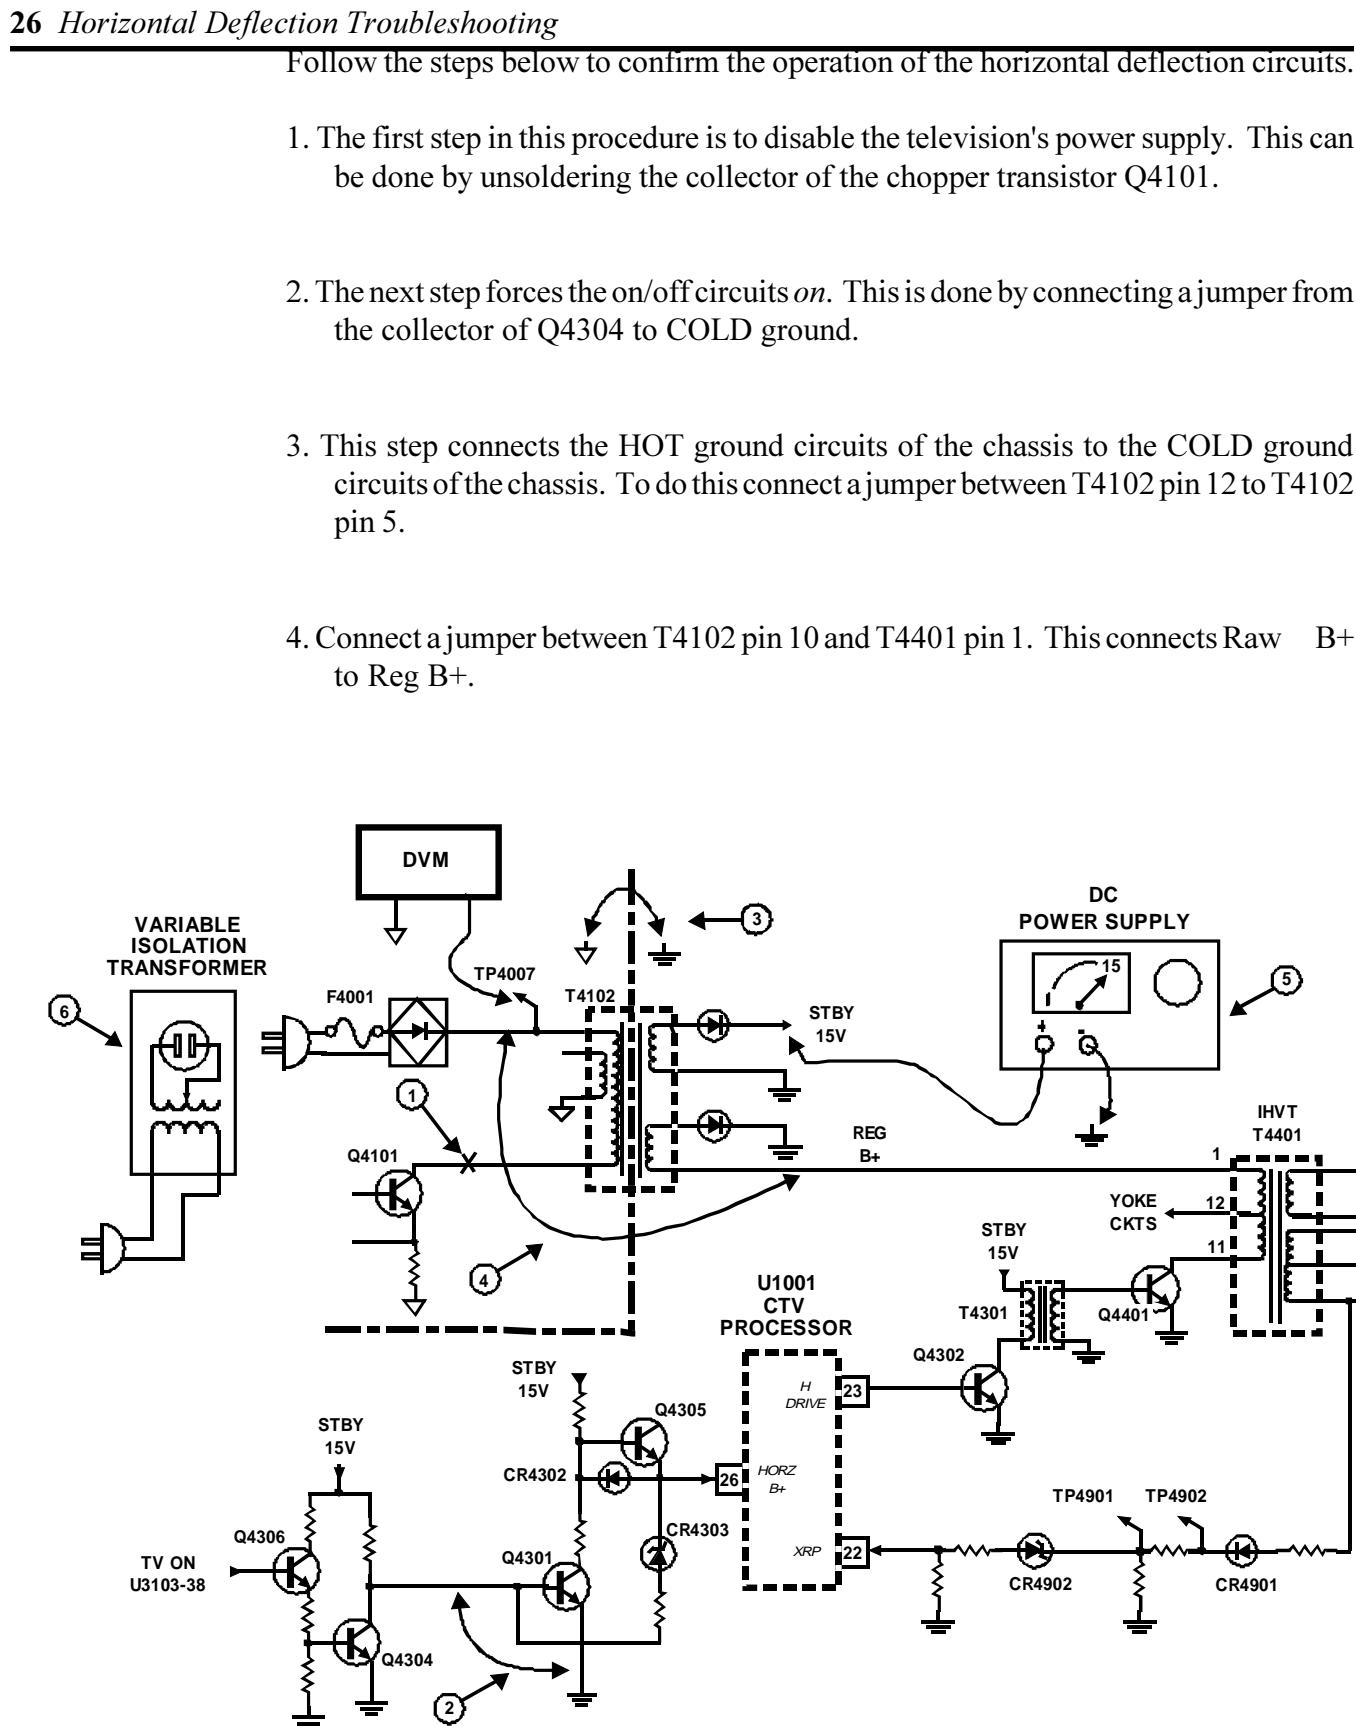 26 Horizontal Deflection Troubleshooting
Follow the steps below to confirm the operation of the horizontal deflection circuits.
1. The first step in this procedure is to disable the television's power supply. This can
be done by unsoldering the collector of the chopper transistor Q4101.
2. The next step forces the on/off circuits on. This is done by connecting a jumper from
the collector of Q4304 to COLD ground.
3. This step connects the HOT ground circuits of the chassis to the COLD ground
circuits of the chassis. To do this connect a jumper between T4102 pin 12 to T4102
pin 5.
4. Connect a jumper between T4102 pin 10 and T4401 pin 1. This connects Raw B+
to Reg B+.
DVM
VARIABLE
ISOLATION
TRANSFORMER
6
F4001
TP4007
T4102
3
STBY
15V
DC
POWER SUPPLY
15
+
-
5
1
Q4101
4
REG
B+
IHVT
T4401
1
YOKE
CKTS
12
11
STBY
15V
T4301
Q4401
U1001
CTV
PROCESSOR
Q4302
H
DRIVE
23
HORZ
B+
26
XRP
22
STBY
15V
Q4305
CR4302
CR4303
STBY
15V
Q4306
TV ON
U3103-38
Q4301
Q4304
2
TP4901
TP4902
CR4902
CR4901